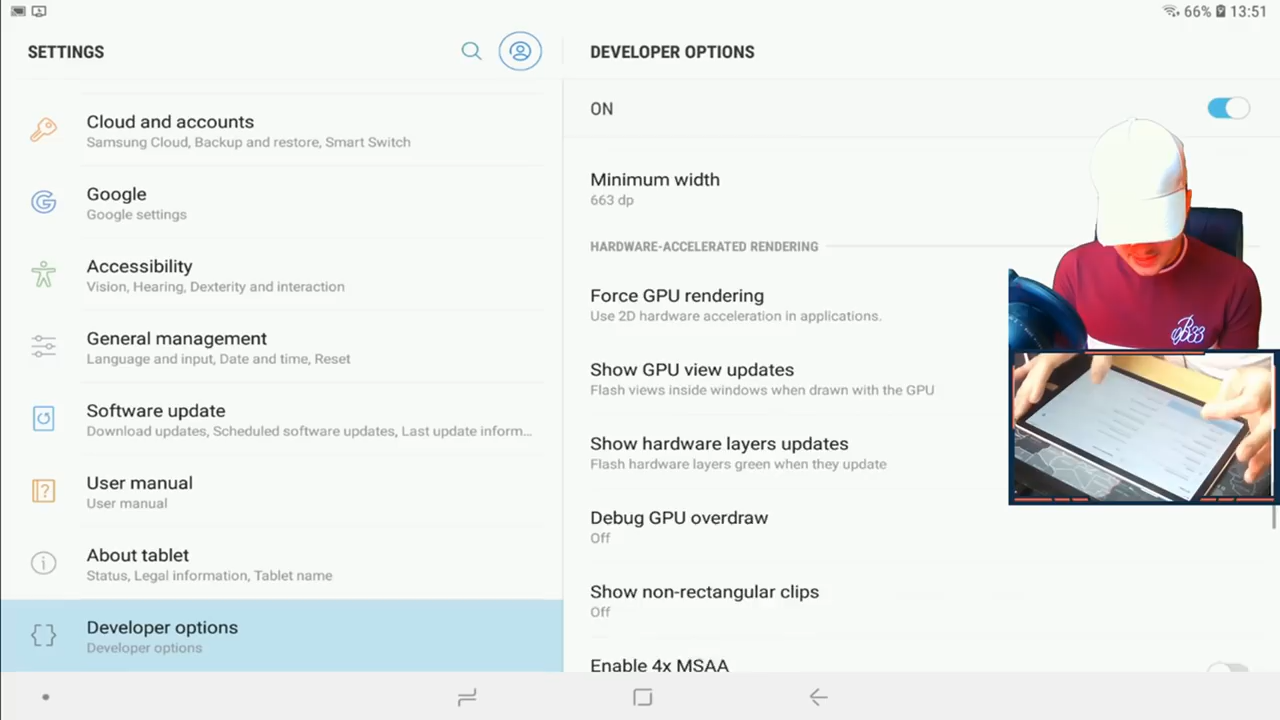 66% 13:51
SETTINGS
Cloud and accounts
Samsung Cloud, Backup and restore, Smart Switch
Google
Google settings
Accessibility
Vision, Hearing, Dexterity and interaction
General management
Language and input, Date and time, Reset
Software update
Download updates, Scheduled software updates, Last update inform...
User manual
User manual
About tablet
Status, Legal information, Tablet name
Developer options
Developer options
DEVELOPER OPTIONS
ON
Minimum width
663 dp
HARDWARE-ACCELERATED RENDERING
Force GPU rendering
Use 2D hardware acceleration in applications.
Show GPU view updates
Flash views inside windows when drawn with the GPU
Show hardware layers updates
Flash hardware layers green when they update
Debug GPU overdraw
Off
Show non-rectangular clips
Off
Enable 4x MSAA